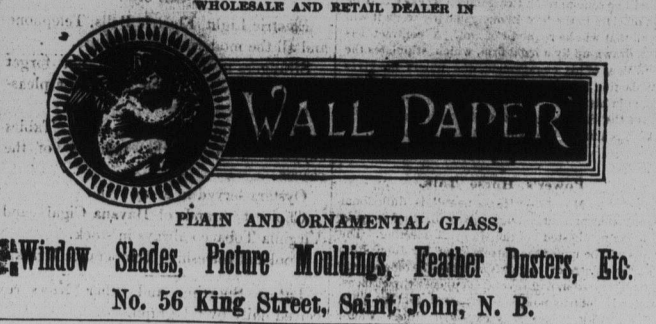 WHOLESALE AND RETAIL DEALER IN
WALL PAPER
PLAIN AND ORNAMENTAL GLASS,
Window Shades, Picture Mouldings, Feather Dusters, Etc.
No. 56 King Street, Saint John, N. B.